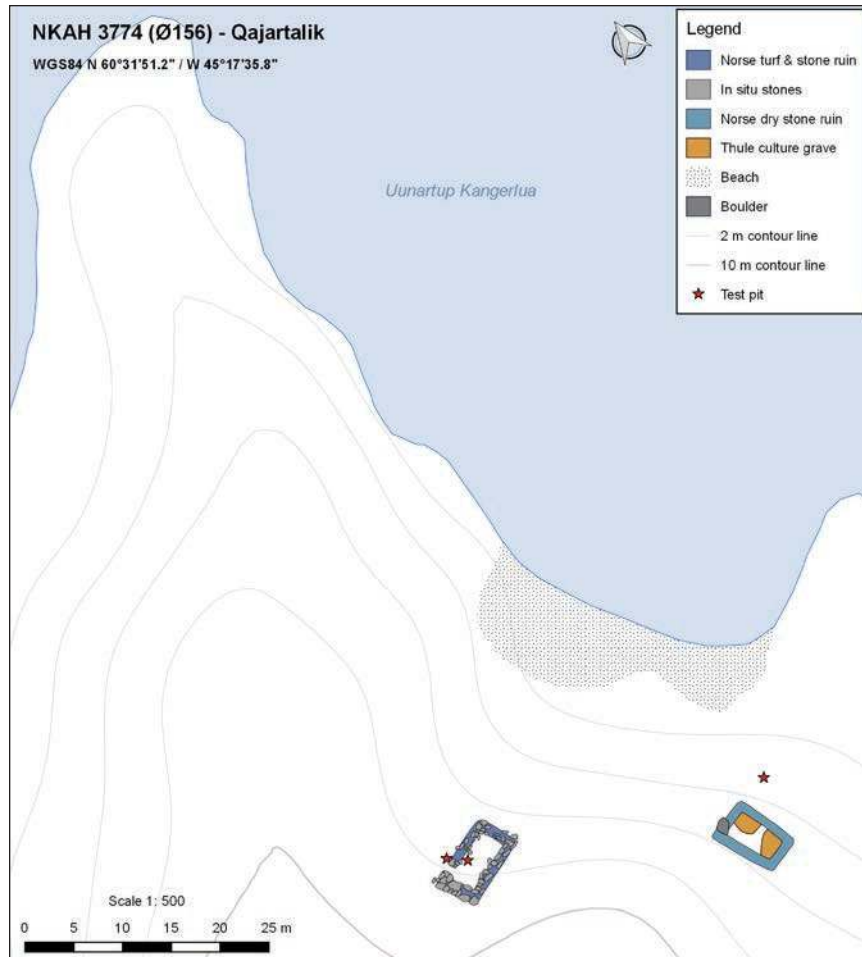 NKAH 3774 (Ø156) - Qajartalik
WGS84 N 60°31'51.2" / W 45°17'35.8"
Legend
Norse turf & stone ruin
In situ stones
Norse dry stone ruin
Thule culture grave
Beach
Boulder
2 m contour line
10 m contour line
Test pit
Uunartup Kangerlua
Scale 1: 500
0 5 10 15 20 25 m